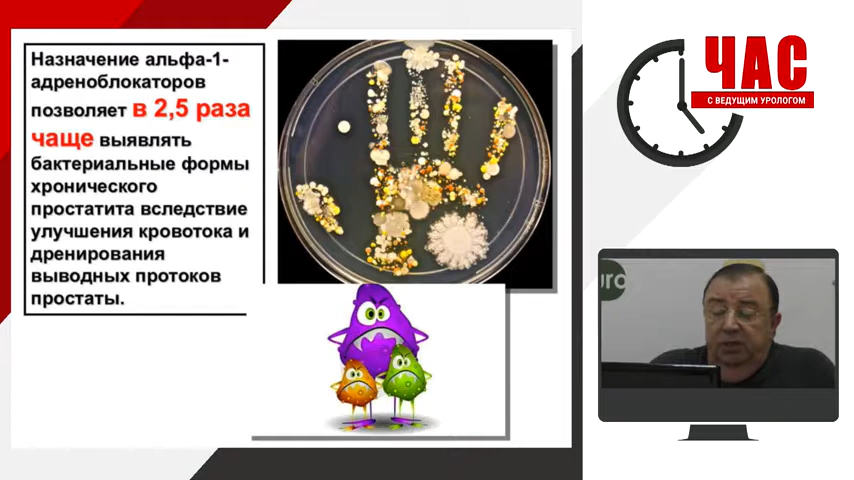 Назначение альфа-1-
адреноблокаторов
позволяет в 2,5 раза
чаще выявлять
бактериальные формы
хронического
простатита вследствие
улучшения кровотока и
дренирования
выводных протоков
простаты.
ЧАС
С ВЕДУЩИМ УРОЛОГОМ
uro